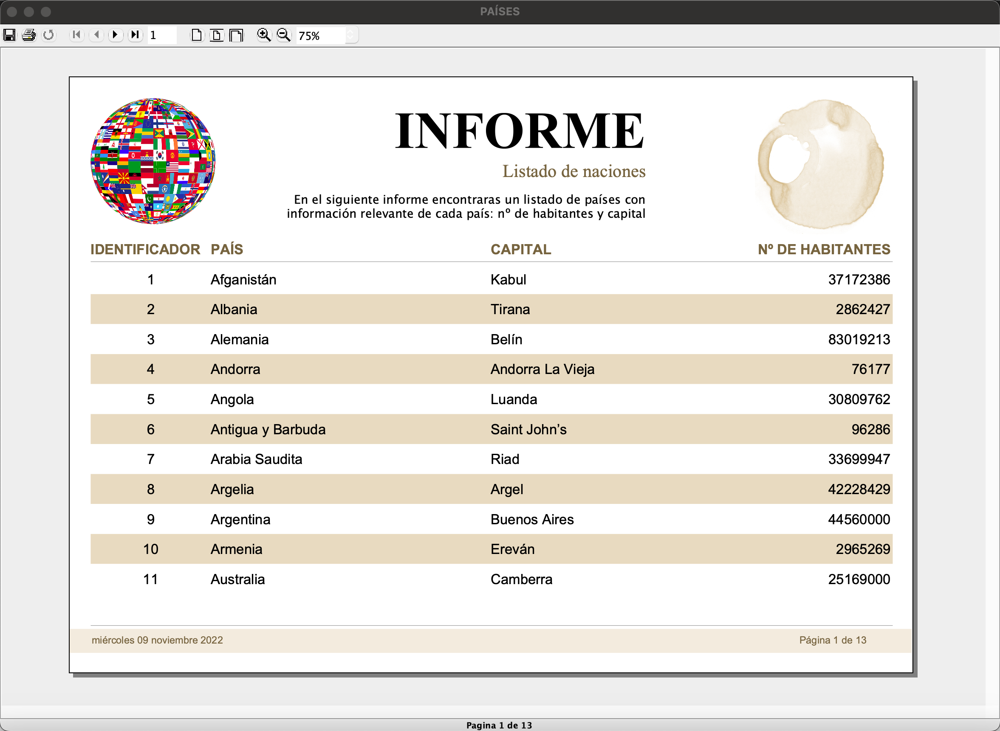 PAÍSES
1
75%
INFORME
Listado de naciones
En el siguiente informe encontraras un listado de países con
información relevante de cada país: nº de habitantes y capital
IDENTIFICADOR PAÍS CAPITAL Nº DE HABITANTES
1 Afganistán Kabul 37172386
2 Albania Tirana 2862427
3 Alemania Belín 83019213
4 Andorra Andorra La Vieja 76177
5 Angola Luanda 30809762
6 Antigua y Barbuda Saint John’s 96286
7 Arabia Saudita Riad 33699947
8 Argelia Argel 42228429
9 Argentina Buenos Aires 44560000
10 Armenia Ereván 2965269
11 Australia Camberra 25169000
miércoles 09 noviembre 2022 Página 1 de 13
Pagina 1 de 13